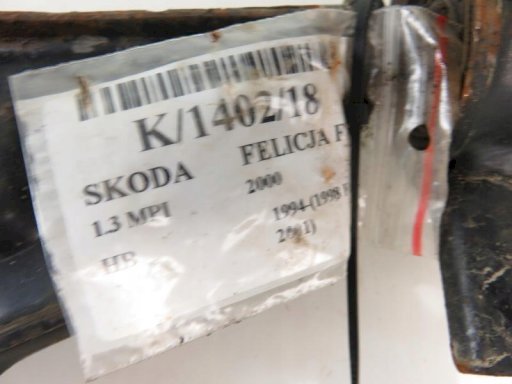 K/1402/18
SKODA FELICJA F
1.3 MPI 2000
HB 1994-(1998 F
2001)